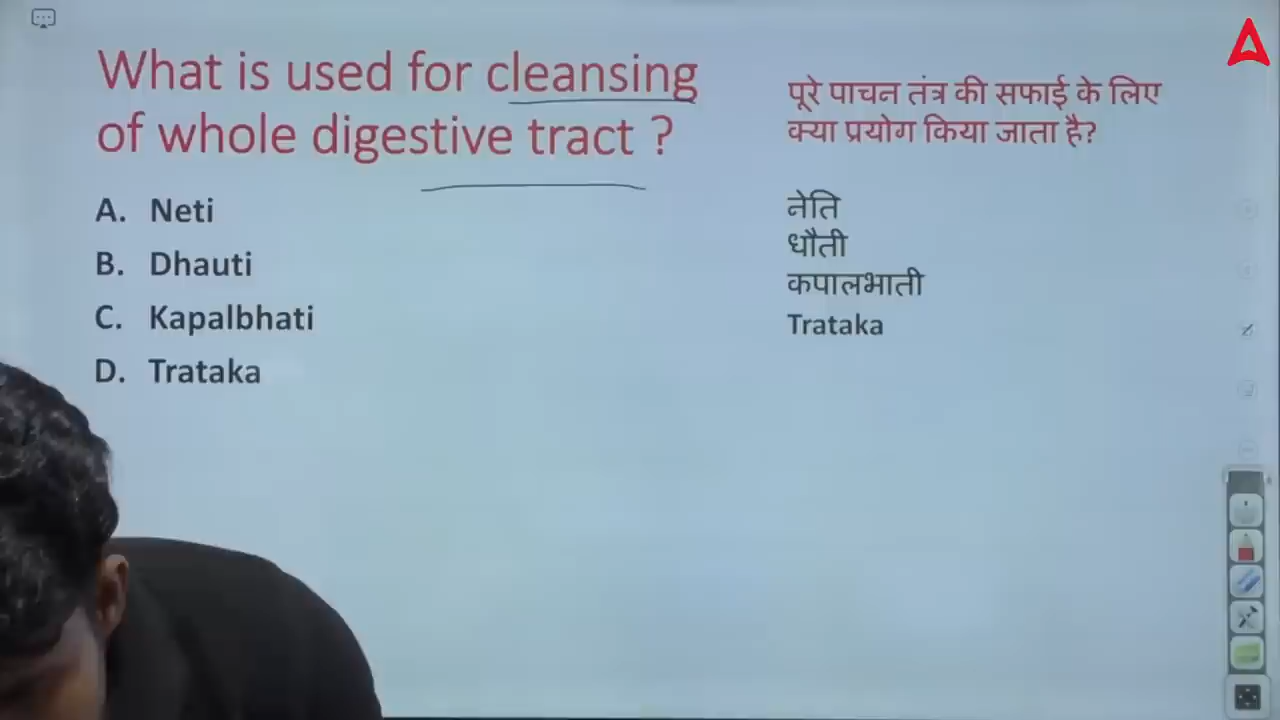 What is used for cleansing
of whole digestive tract ?
A. Neti
B. Dhauti
C. Kapalbhati
D. Trataka
पूरे पाचन तंत्र की सफाई के लिए
क्या प्रयोग किया जाता है?
नेति
धौती
कपालभाती
Trataka